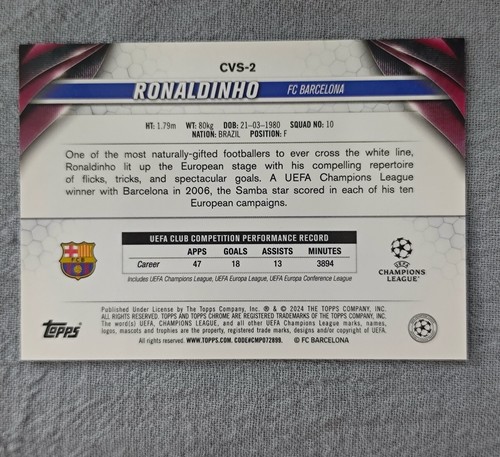 CVS-2
RONALDINHO FC BARCELONA
HT: 1.79m WT: 80kg DOB: 21-03-1980 SQUAD NO: 10
NATION: BRAZIL POSITION: F
One of the most naturally-gifted footballers to ever cross the white line,
Ronaldinho lit up the European stage with his compelling repertoire
of flicks, tricks, and spectacular goals. A UEFA Champions League
winner with Barcelona in 2006, the Samba star scored in each of his ten
European campaigns.
UEFA CLUB COMPETITION PERFORMANCE RECORD
APPS GOALS ASSISTS MINUTES
Career 47 18 13 3894
Includes UEFA Champions League, UEFA Europa League, UEFA Europa Conference League
FCB
UEFA
CHAMPIONS
LEAGUE
Topps
Published Under License by The Topps Company, Inc. ® & © 2024 THE TOPPS COMPANY, INC.
ALL RIGHTS RESERVED. TOPPS AND TOPPS CHROME ARE REGISTERED TRADEMARKS OF THE TOPPS COMPANY, INC.
The word(s) UEFA, CHAMPIONS LEAGUE, and all other UEFA Champions League marks, names,
logos, mascots and trophies are the property, registered trade marks, designs and/or copyright of UEFA.
All rights reserved. WWW.TOPPS.COM. CODE#CMP072899. © FC BARCELONA